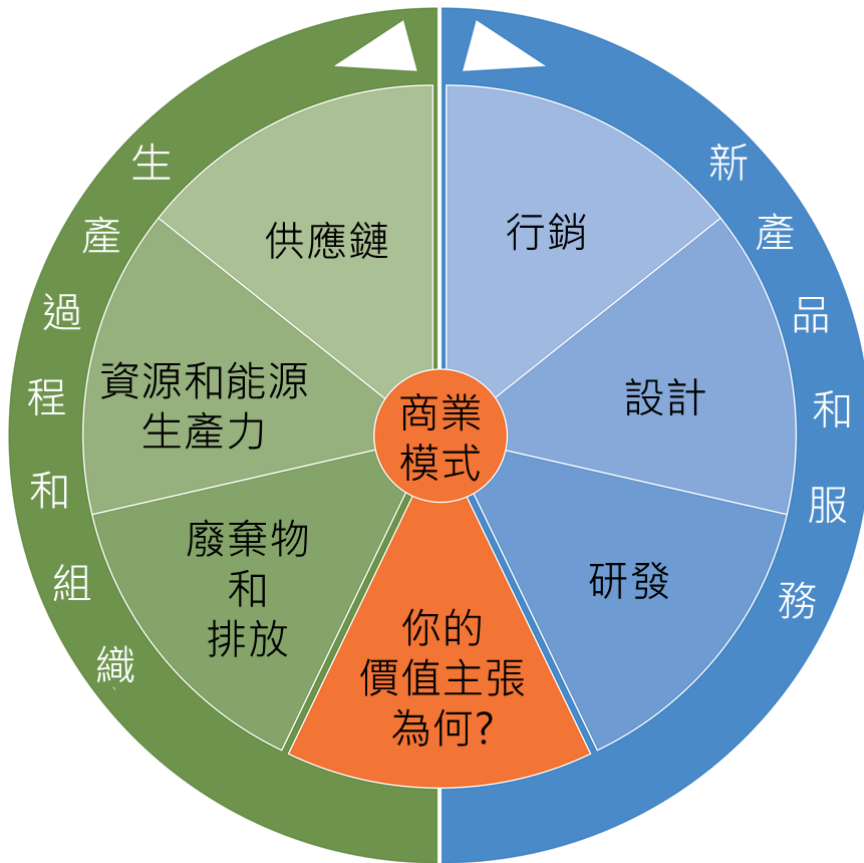 生產過程和組織
新產品和服務
供應鏈
行銷
資源和能源
生產力
設計
商業
模式
廢棄物
和
排放
研發
你的
價值主張
為何?